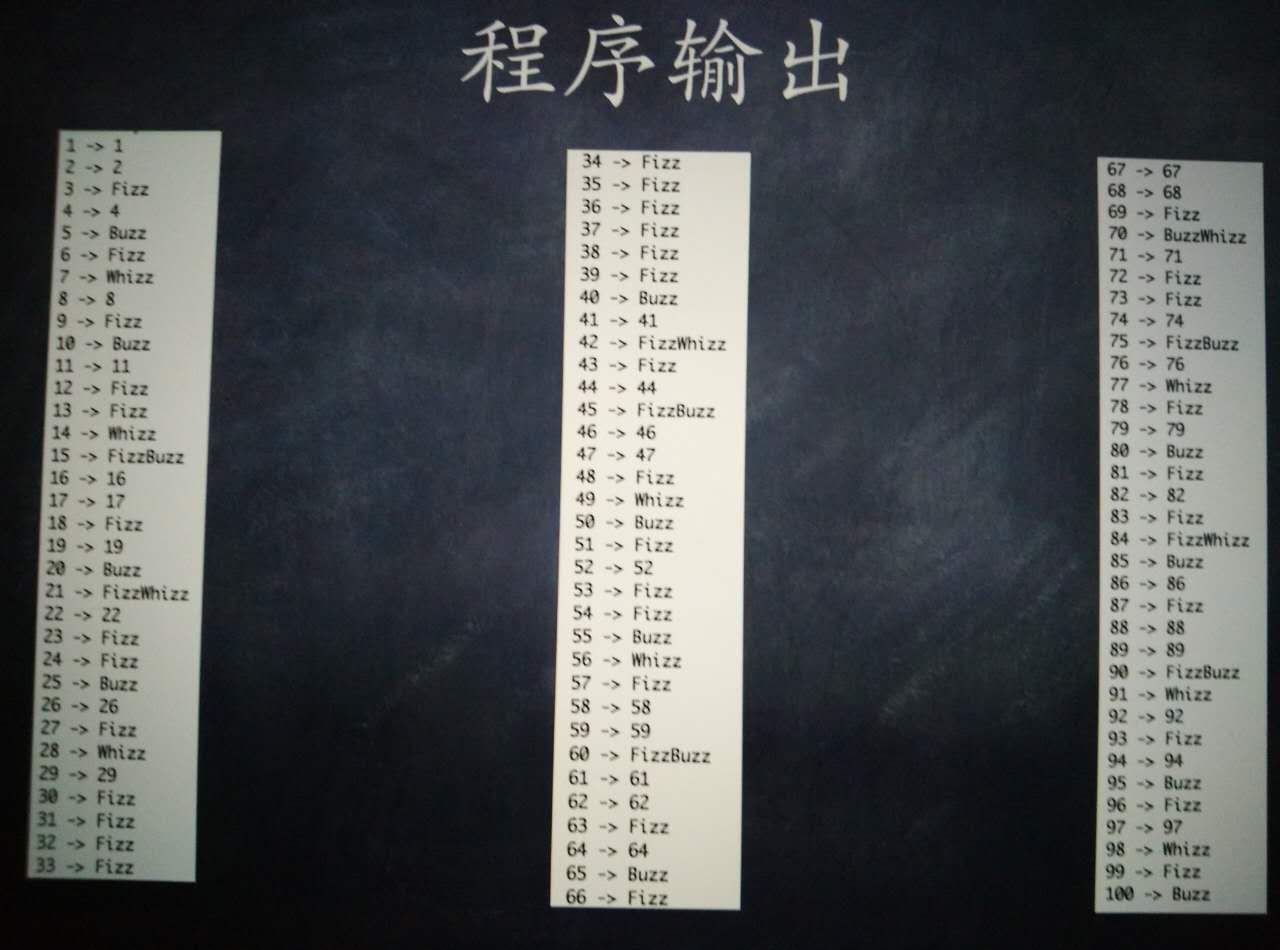 程序输出
1 -> 1
2 -> 2
3 -> Fizz
4 -> 4
5 -> Buzz
6 -> Fizz
7 -> Whizz
8 -> 8
9 -> Fizz
10 -> Buzz
11 -> 11
12 -> Fizz
13 -> Fizz
14 -> Whizz
15 -> FizzBuzz
16 -> 16
17 -> 17
18 -> Fizz
19 -> 19
20 -> Buzz
21 -> FizzWhizz
22 -> 22
23 -> Fizz
24 -> Fizz
25 -> Buzz
26 -> 26
27 -> Fizz
28 -> Whizz
29 -> 29
30 -> Fizz
31 -> Fizz
32 -> Fizz
33 -> Fizz
34 -> Fizz
35 -> Fizz
36 -> Fizz
37 -> Fizz
38 -> Fizz
39 -> Fizz
40 -> Buzz
41 -> 41
42 -> FizzWhizz
43 -> Fizz
44 -> 44
45 -> FizzBuzz
46 -> 46
47 -> 47
48 -> Fizz
49 -> Whizz
50 -> Buzz
51 -> Fizz
52 -> 52
53 -> Fizz
54 -> Fizz
55 -> Buzz
56 -> Whizz
57 -> Fizz
58 -> 58
59 -> 59
60 -> FizzBuzz
61 -> 61
62 -> 62
63 -> Fizz
64 -> 64
65 -> Buzz
66 -> Fizz
67 -> 67
68 -> 68
69 -> Fizz
70 -> BuzzWhizz
71 -> 71
72 -> Fizz
73 -> Fizz
74 -> 74
75 -> FizzBuzz
76 -> 76
77 -> Whizz
78 -> Fizz
79 -> 79
80 -> Buzz
81 -> Fizz
82 -> 82
83 -> Fizz
84 -> FizzWhizz
85 -> Buzz
86 -> 86
87 -> Fizz
88 -> 88
89 -> 89
90 -> FizzBuzz
91 -> Whizz
92 -> 92
93 -> Fizz
94 -> 94
95 -> Buzz
96 -> Fizz
97 -> 97
98 -> Whizz
99 -> Fizz
100 -> Buzz